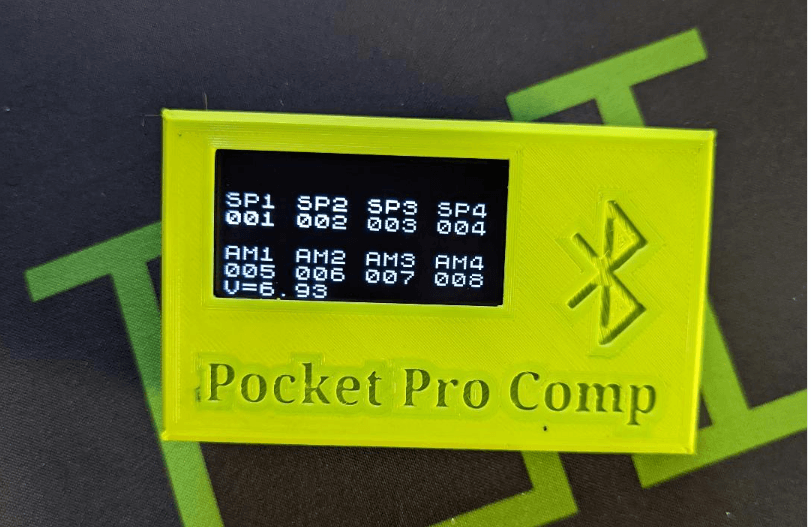 SP1 SP2 SP3 SP4
001 002 003 004
AM1 AM2 AM3 AM4
005 006 007 008
V=6.93
Pocket Pro Comp